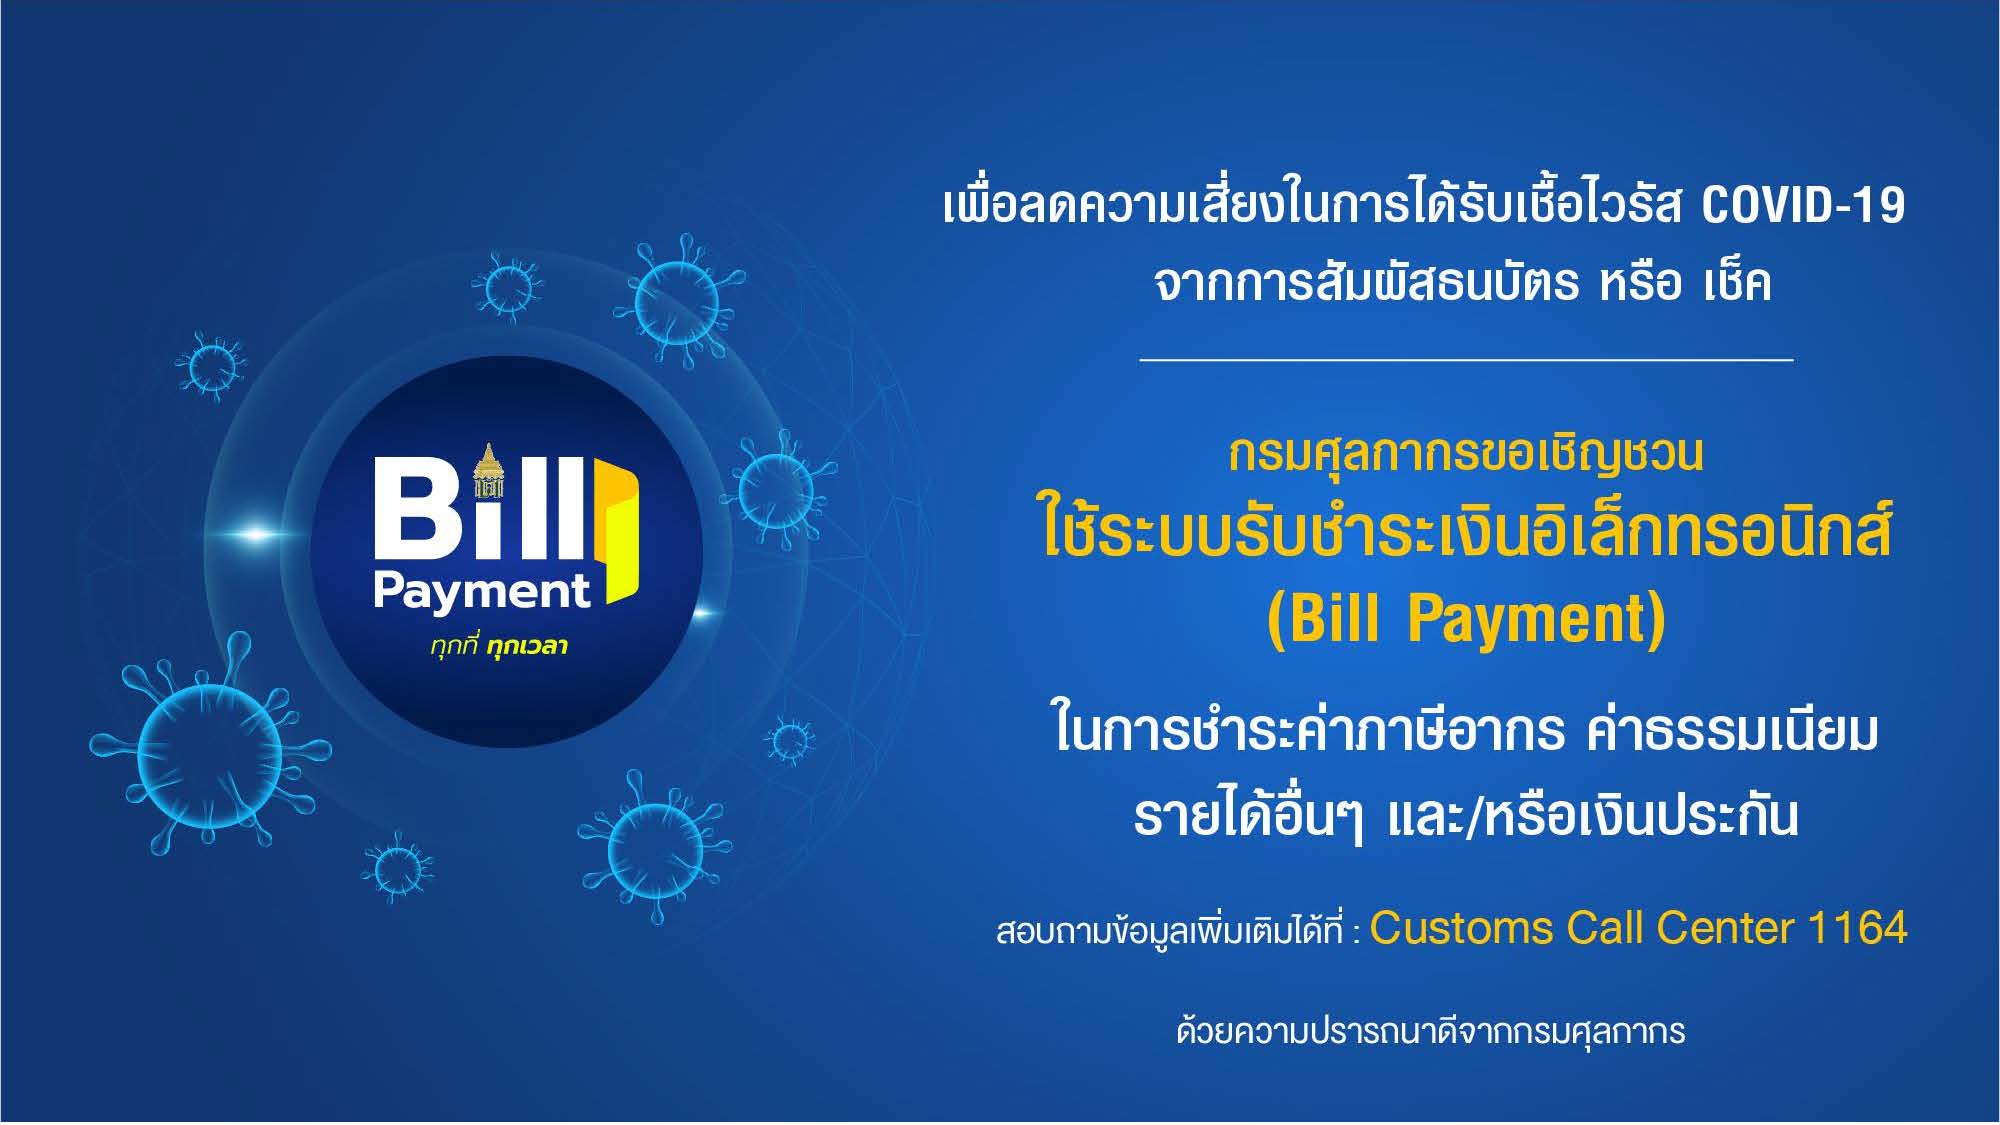 Bill
Payment
ทุกที่ ทุกเวลา
เพื่อลดความเสี่ยงในการได้รับเชื้อไวรัส COVID-19
จากการสัมผัสธนบัตร หรือ เช็ค
กรมศุลกากรขอเชิญชวน
ใช้ระบบรับชำระเงินอิเล็กทรอนิกส์
(Bill Payment)
ในการชำระค่าภาษีอากร ค่าธรรมเนียม
รายได้อื่นๆ และ/หรือเงินประกัน
สอบถามข้อมูลเพิ่มเติมได้ที่ : Customs Call Center 1164
ด้วยความปรารถนาดีจากกรมศุลกากร